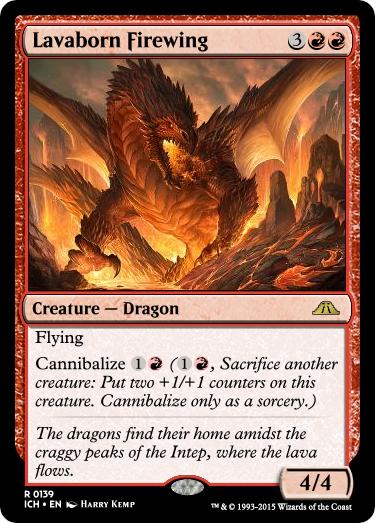 Lavaborn Firewing 3
Creature — Dragon
Flying
Cannibalize 1 (1, Sacrifice another
creature: Put two +1/+1 counters on this
creature. Cannibalize only as a sorcery.)
The dragons find their home amidst the
craggy peaks of the Intep, where the lava
flows.
4/4
R 0139
ICH • EN Harry Kemp
™ & © 1993-2015 Wizards of the Coast